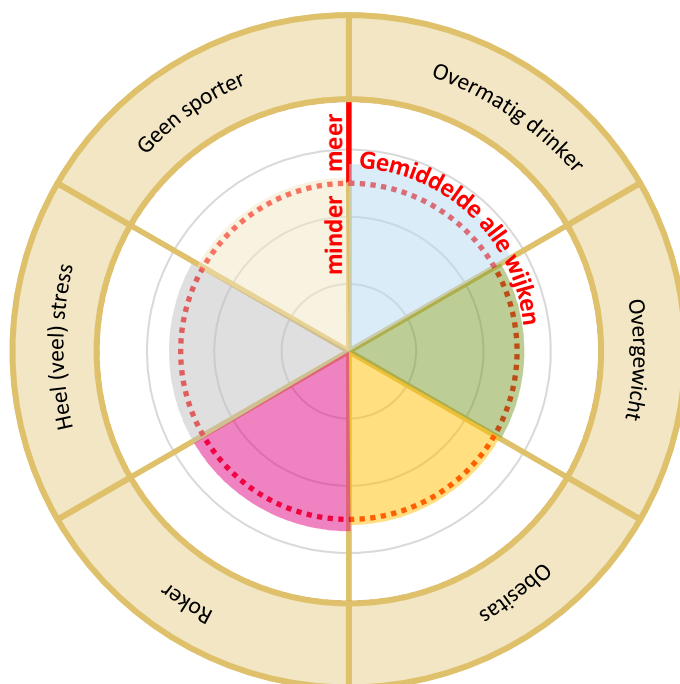 Geen sporter
Overmatig drinker
meer
Gemiddelde alle wijken
minder
Heel (veel) stress
Overgewicht
Roker
Obesitas